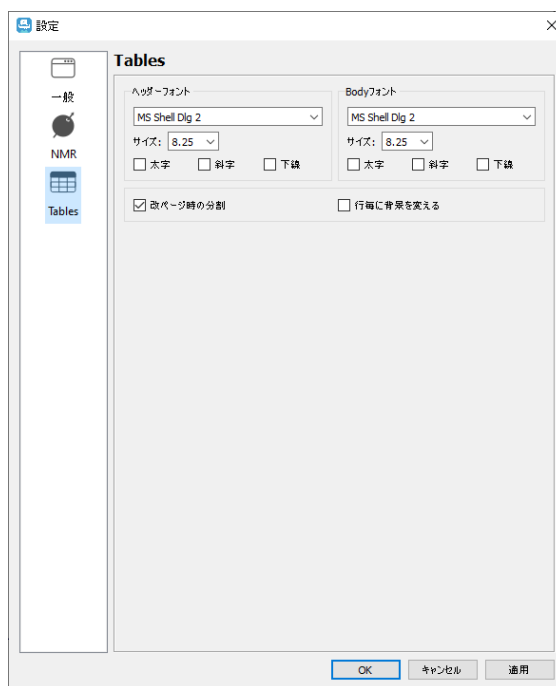 設定
一般
NMR
Tables
Tables
ヘッダーフォント
MS Shell Dlg 2
サイズ: 8.25
太字 斜字 下線
Bodyフォント
MS Shell Dlg 2
サイズ: 8.25
太字 斜字 下線
改ページ時の分割 行毎に背景を変える
OK キャンセル 適用